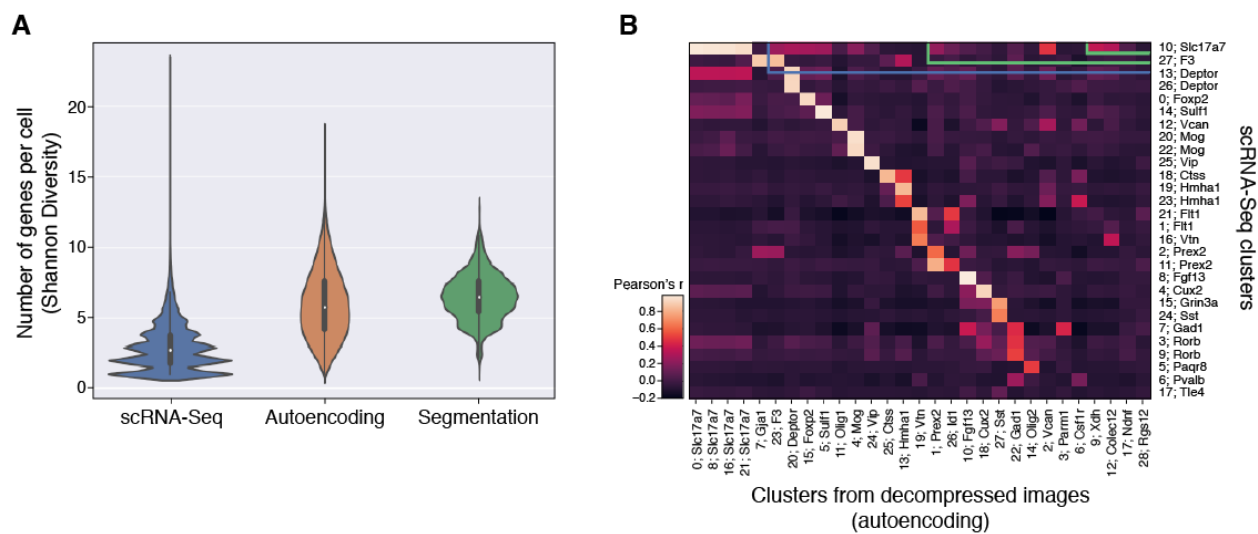 A
Number of genes per cell
(Shannon Diversity)
20
15
10
5
0
scRNA-Seq
Autoencoding
Segmentation
B
10; Slc17a7
27; F3
13; Deptor
26; Deptor
0; Foxp2
14; Sulf1
12; Vcan
20; Mog
22; Mog
25; Vip
18; Ctss
19; Hmha1
23; Hmha1
21; Flt1
1; Flt1
16; Vtn
2; Prex2
11; Prex2
8; Fgf13
4; Cux2
15; Grin3a
24; Sst
7; Gad1
3; Rorb
9; Rorb
5; Paqr8
6; Pvalb
17; Tle4
scRNA-Seq clusters
Pearson's r
0.8
0.6
0.4
0.2
0.0
−0.2
0; Slc17a7
8; Slc17a7
16; Slc17a7
21; Slc17a7
7; Gja1
23; F3
20; Deptor
15; Foxp2
5; Sulf1
11; Olig1
4; Mog
24; Vip
25; Ctss
13; Hmha1
19; Vtn
1; Prex2
26; Id1
10; Fgf13
18; Cux2
27; Sst
22; Gad1
14; Olig2
2; Vcan
3; Parm1
6; Csf1r
9; Xdh
12; Colec12
17; Ndnf
28; Rgs12
Clusters from decompressed images
(autoencoding)